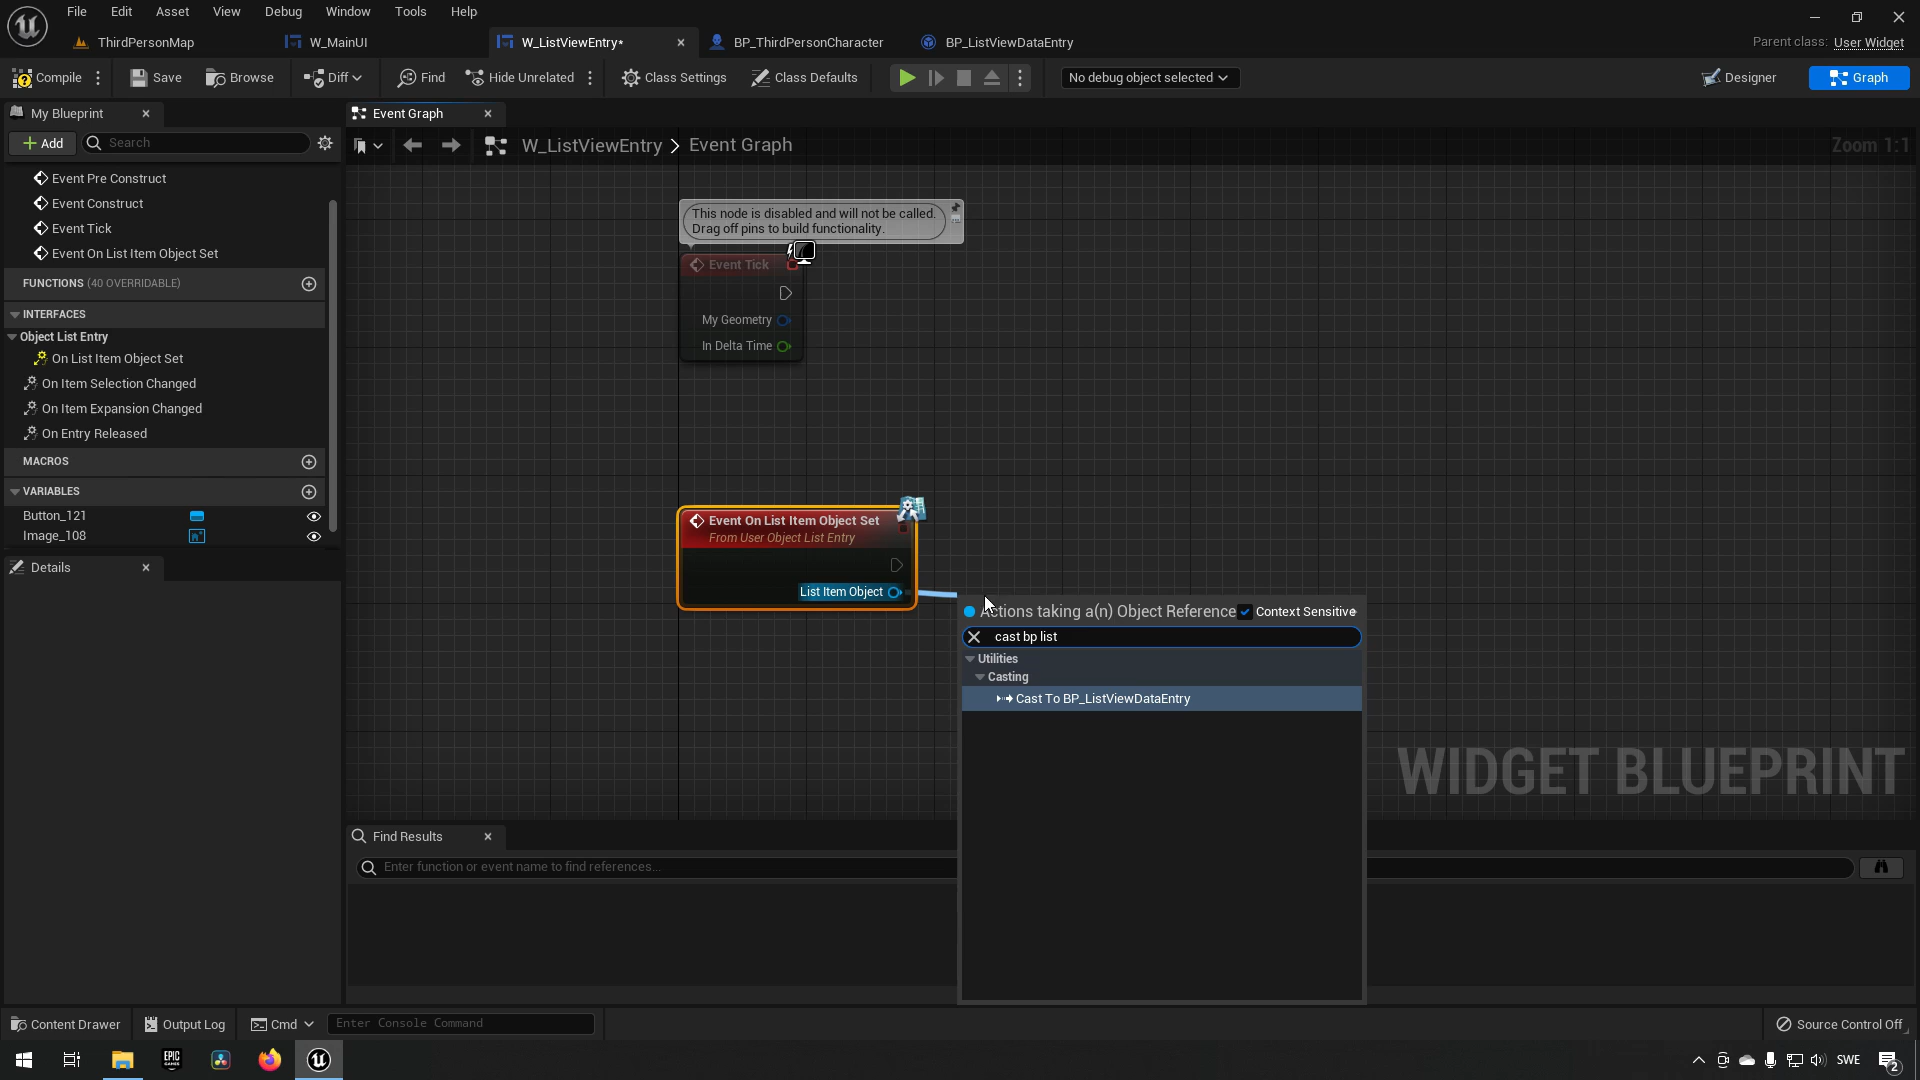 File Edit Asset View Debug Window Tools Help
ThirdPersonMap W_MainUI W_ListViewEntry* BP_ThirdPersonCharacter BP_ListViewDataEntry Parent class: User Widget
Compile Save Browse Diff Find Hide Unrelated Class Settings Class Defaults No debug object selected Designer Graph
My Blueprint
Event Graph
Add Search
W_ListViewEntry > Event Graph Zoom 1:1
Event Pre Construct
Event Construct
Event Tick
Event On List Item Object Set
FUNCTIONS (40 OVERRIDABLE)
INTERFACES
Object List Entry
On List Item Object Set
On Item Selection Changed
On Item Expansion Changed
On Entry Released
MACROS
VARIABLES
Button_121
Image_108
Details
This node is disabled and will not be called.
Drag off pins to build functionality.
Event Tick
My Geometry
In Delta Time
Event On List Item Object Set
From User Object List Entry
List Item Object
Actions taking a(n) Object Reference Context Sensitive
cast bp list
Utilities
Casting
Cast To BP_ListViewDataEntry
WIDGET BLUEPRINT
Find Results
Enter function or event name to find references...
Content Drawer Output Log Cmd Enter Console Command Source Control Off
EPIC GAMES
SWE
2